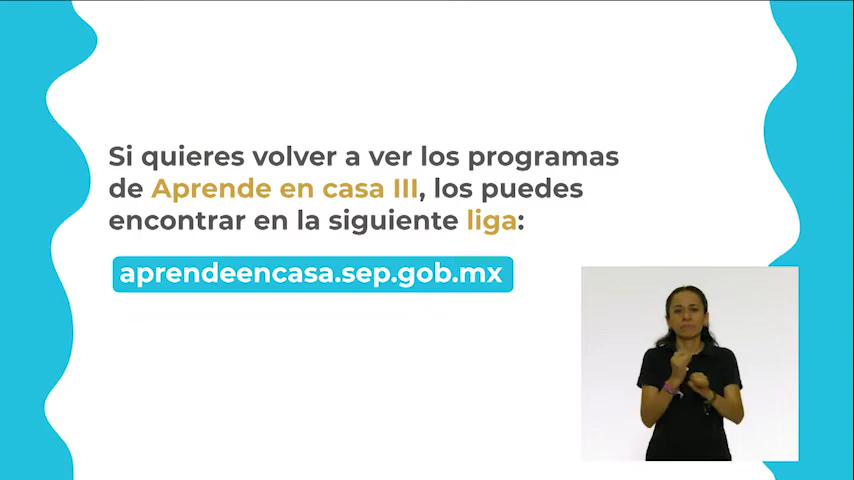 Si quieres volver a ver los programas
de Aprende en casa III, los puedes
encontrar en la siguiente liga:
aprendeencasa.sep.gob.mx